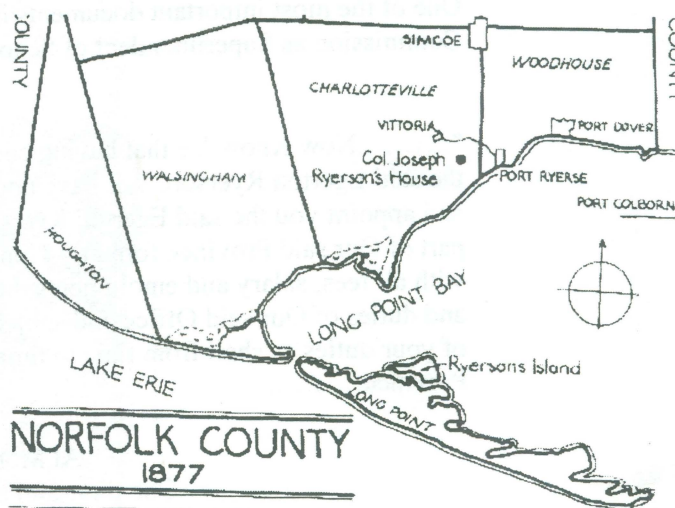 COUNTY
SIMCOE
WOODHOUSE
CHARLOTTEVILLE
VITTORIA
PORT DOVER
Col. Joseph
Ryerson's House
PORT RYERSE
PORT COLBORN
WALSINGHAM
HOUGHTON
LONG POINT BAY
LAKE ERIE
Ryersons Island
LONG POINT
NORFOLK COUNTY
1877